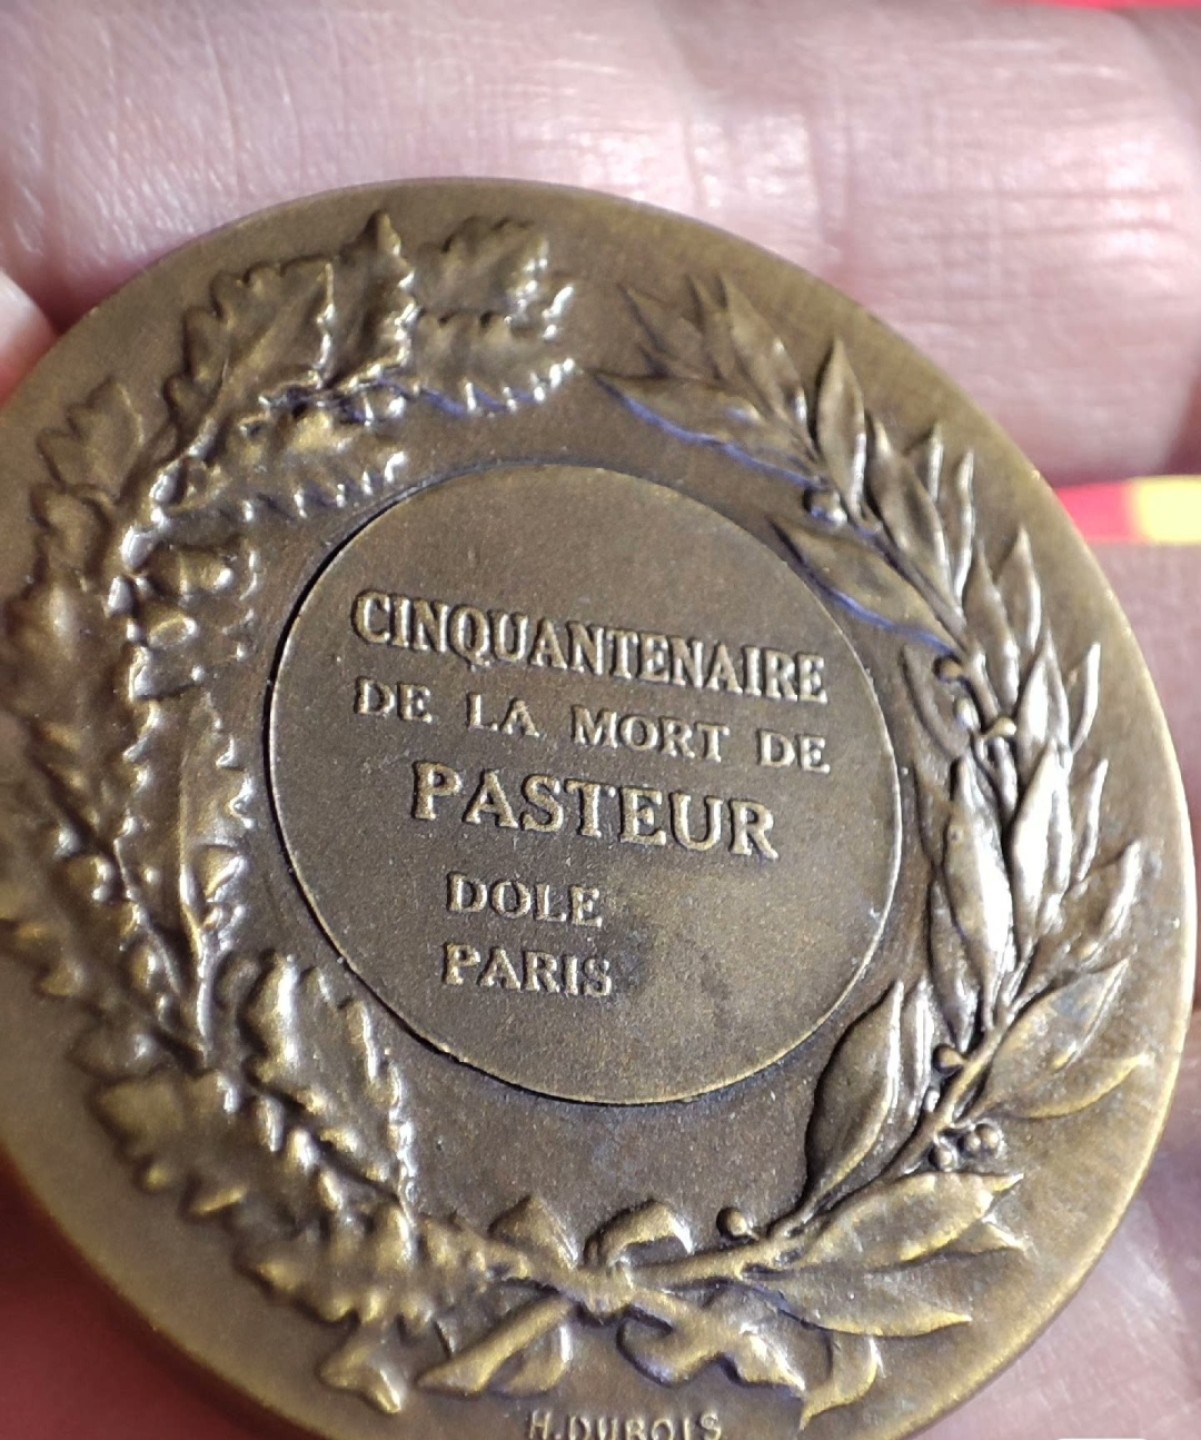 CINQUANTENAIRE
DE LA MORT DE
PASTEUR
DOLE
PARIS
H.DUBOIS